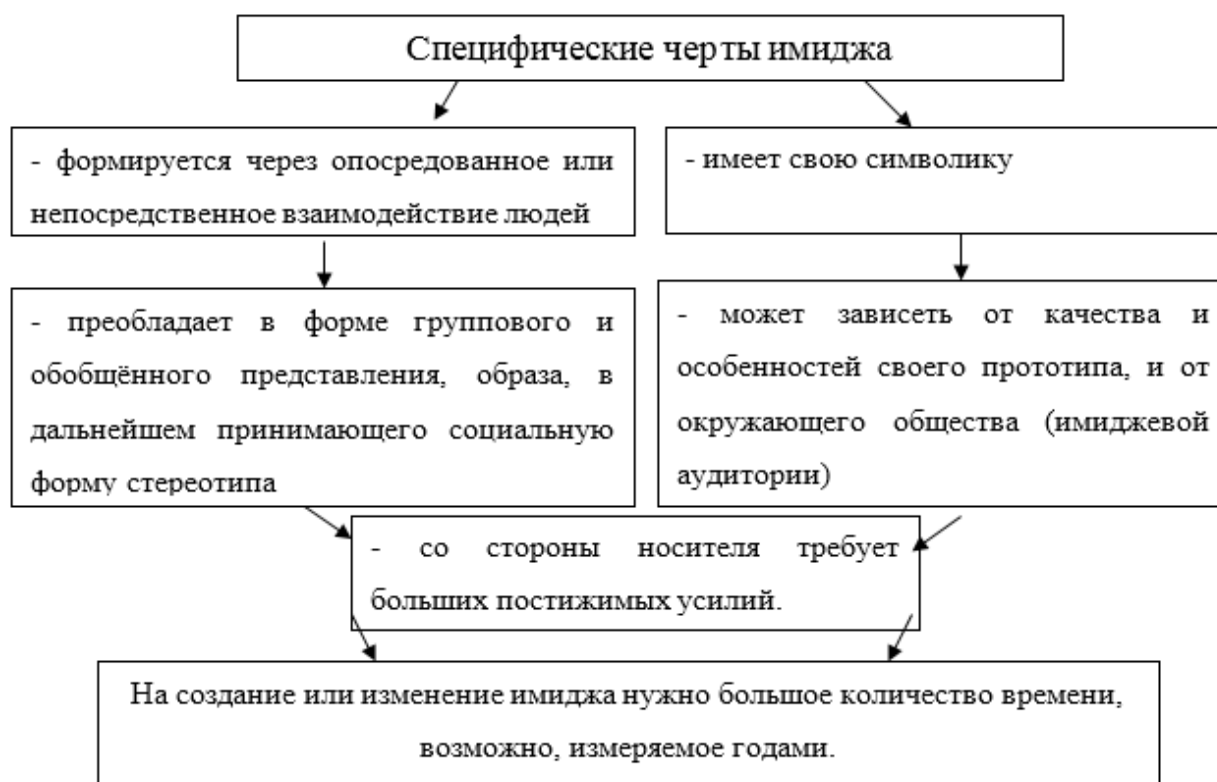 Специфические черты имиджа
- формируется через опосредованное или
непосредственное взаимодействие людей
- имеет свою символику
- преобладает в форме группового и
обобщённого представления, образа, в
дальнейшем принимающего социальную
форму стереотипа
- может зависеть от качества и
особенностей своего прототипа, и от
окружающего общества (имиджевой
аудитории)
- со стороны носителя требует
больших постижимых усилий.
На создание или изменение имиджа нужно большое количество времени,
возможно, измеряемое годами.